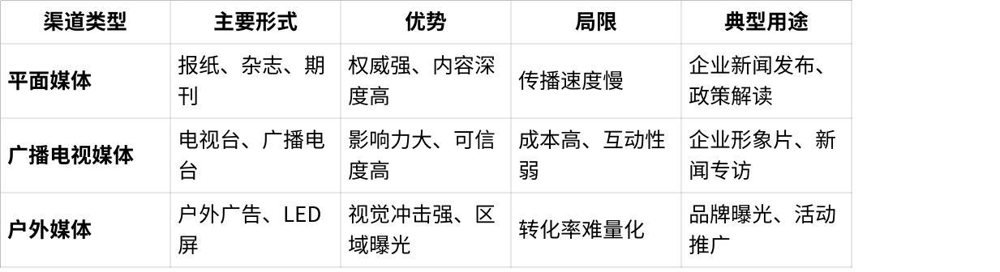 渠道类型 主要形式 优势 局限 典型用途
平面媒体 报纸、杂志、期刊 权威强、内容深度高 传播速度慢 企业新闻发布、政策解读
广播电视媒体 电视台、广播电台 影响力大、可信度高 成本高、互动性弱 企业形象片、新闻专访
户外媒体 户外广告、LED屏 视觉冲击强、区域曝光 转化率难量化 品牌曝光、活动推广